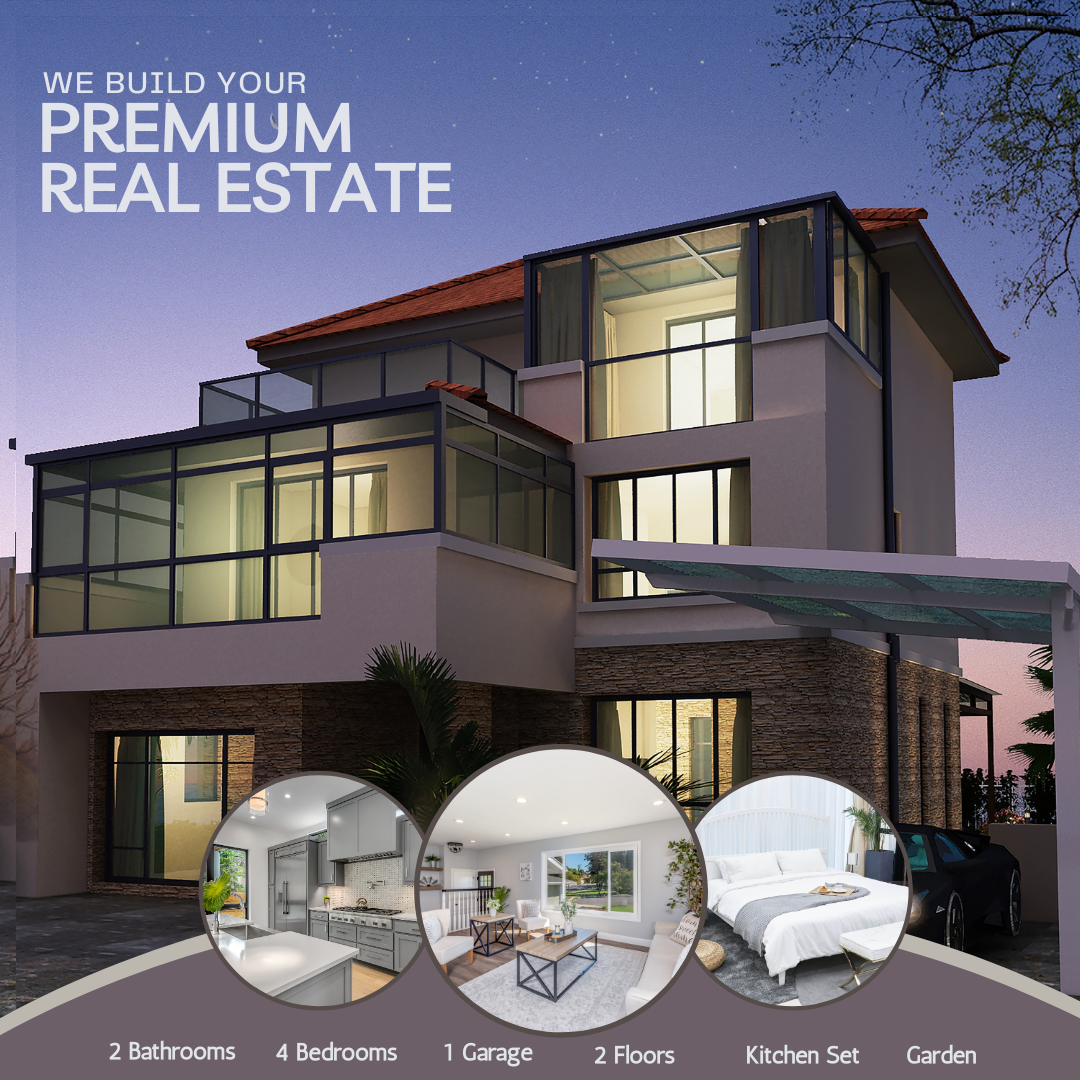 WE BUILD YOUR
PREMIUM
REAL ESTATE
2 Bathrooms
4 Bedrooms
1 Garage
2 Floors
Kitchen Set
Garden